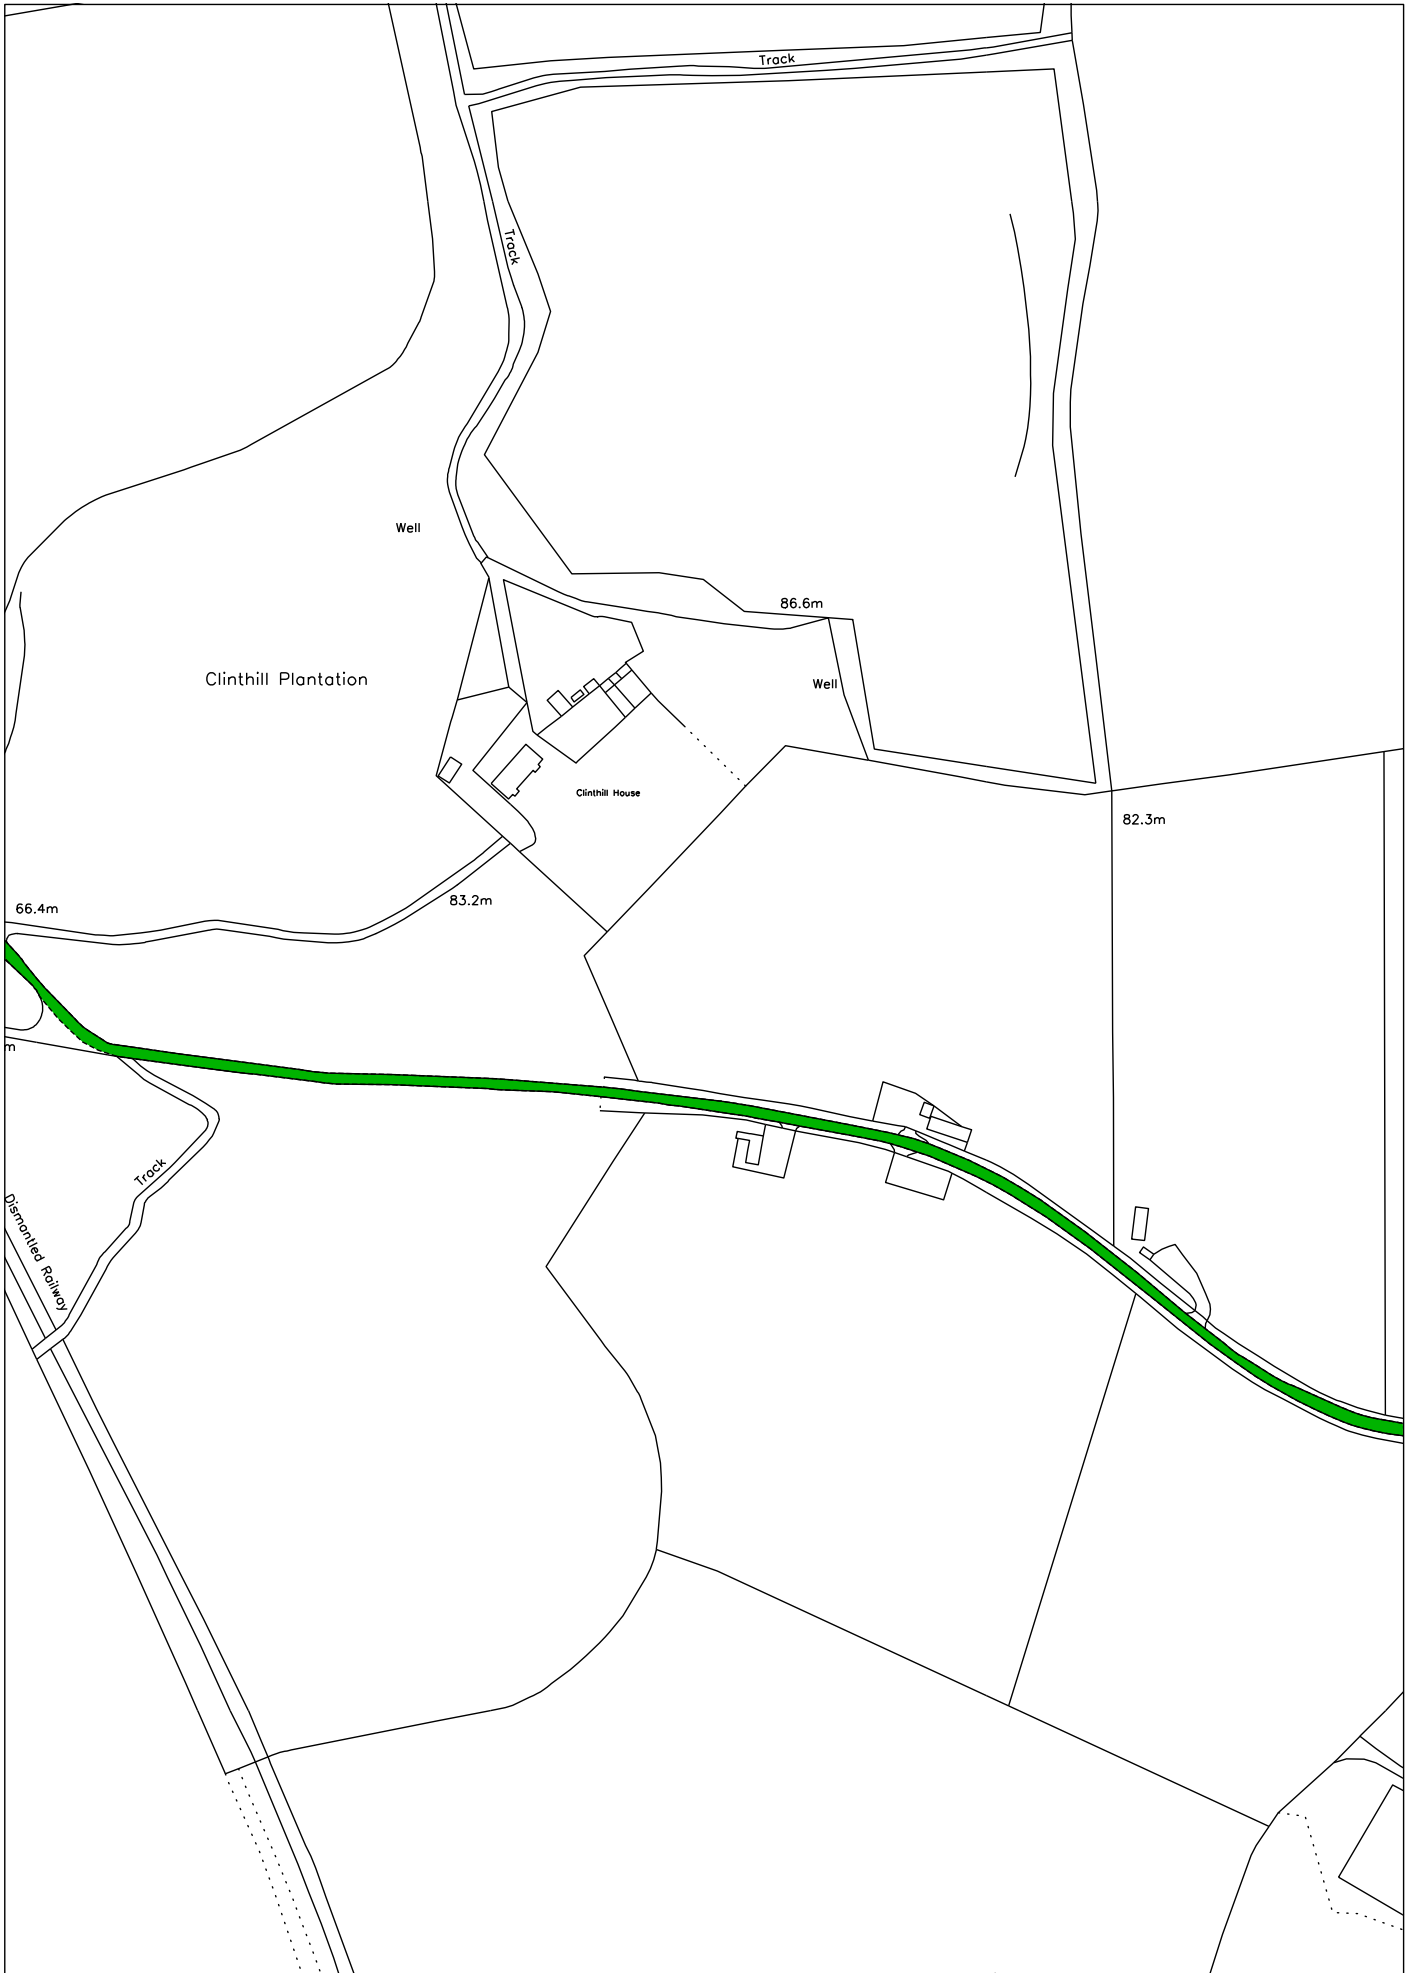 Track
Track
Well
86.6m
Clinthill Plantation
Well
Clinthill House
82.3m
83.2m
66.4m
m
Track
Dismantled Railway